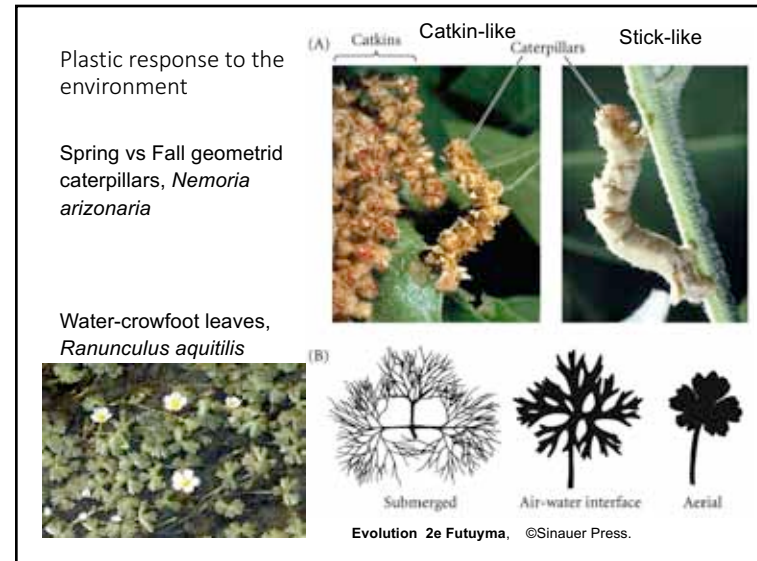 Plastic response to the
environment
Spring vs Fall geometrid
caterpillars, Nemoria
arizonaria
Water-crowfoot leaves,
Ranunculus aquitilis
(A)
Catkins
Catkin-like
Caterpillars
Stick-like
(B)
Submerged
Air-water interface
Aerial
Evolution 2e Futuyma, ©Sinauer Press.